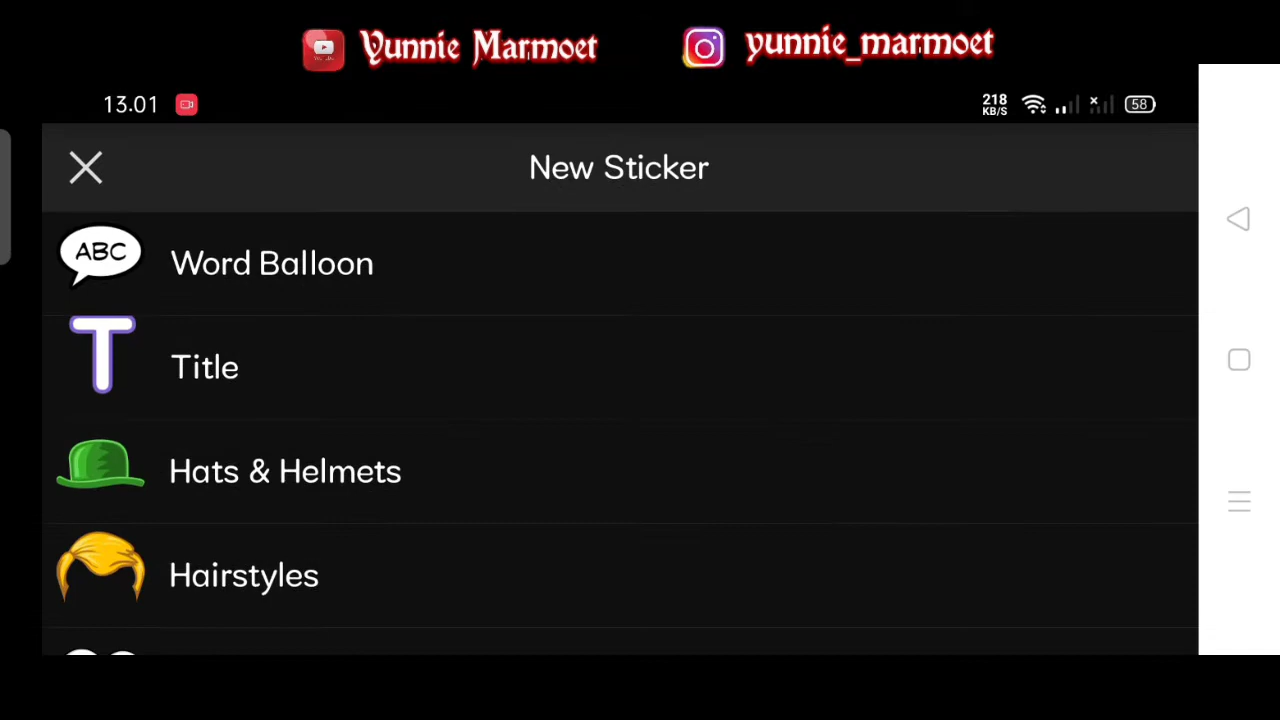 Yunnie Marmoet
yunnie_marmoet
13.01
218
KB/S
x
58
New Sticker
ABC
Word Balloon
T
Title
Hats & Helmets
Hairstyles